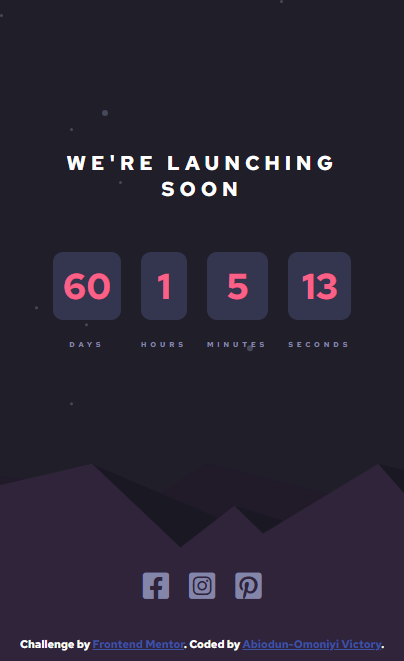 WE'RE LAUNCHING
SOON
60 1 5 13
DAYS HOURS MINUTES SECONDS
Challenge by Frontend Mentor. Coded by Abiodun-Omoniyi Victory.